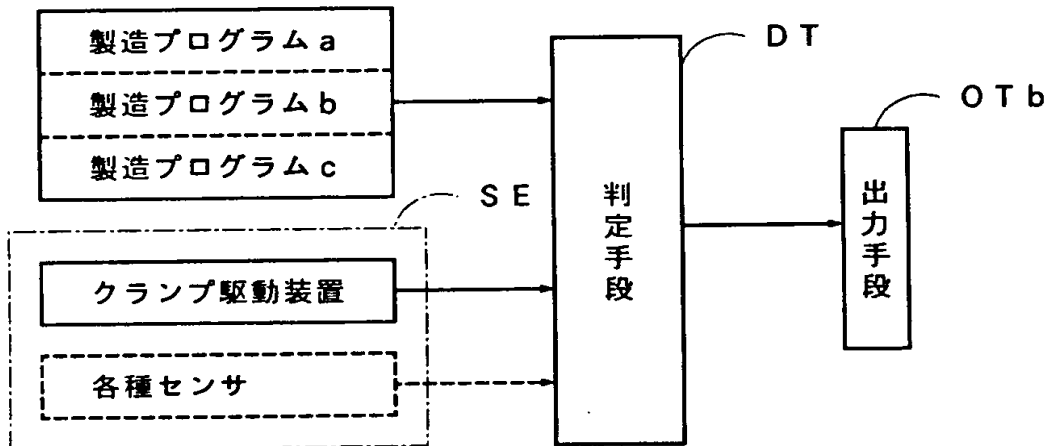 製造プログラムa
製造プログラムb
製造プログラムc
SE
クランプ駆動装置
各種センサ
判定手段
DT
出力手段
OTb